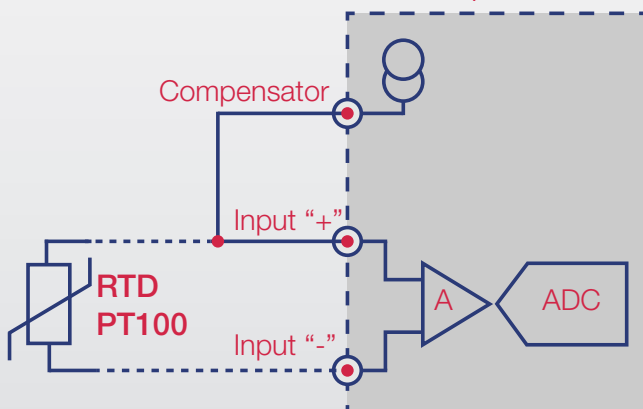 Compensator
Input “+”
RTD
PT100
A
ADC
Input “-”